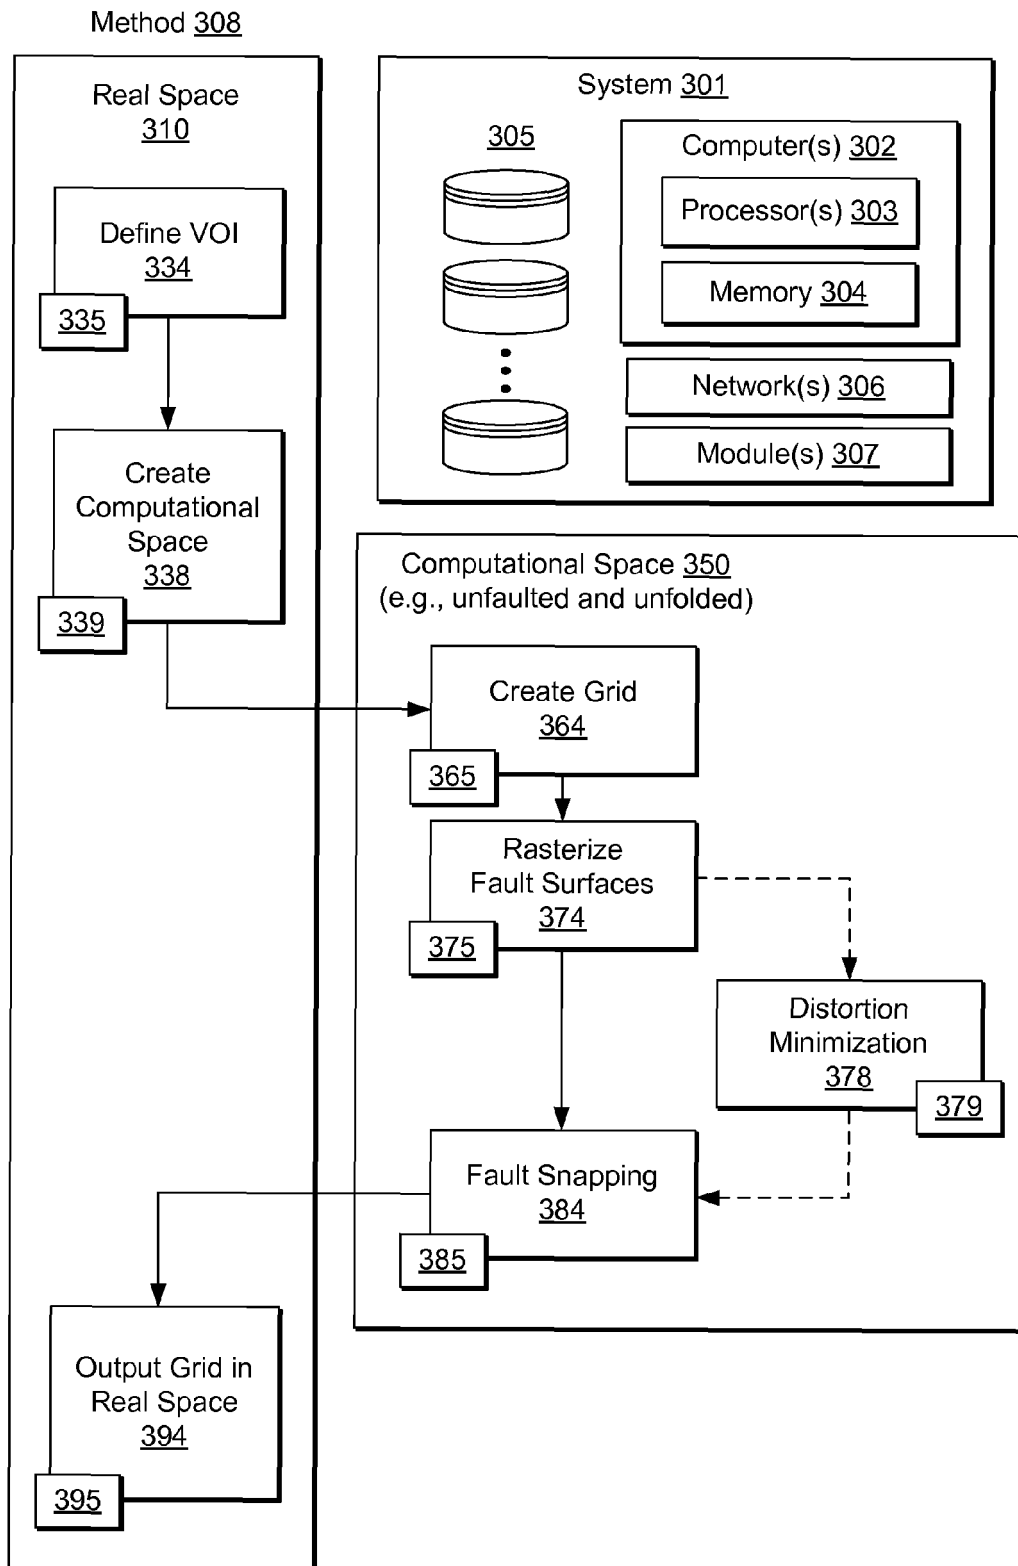 Method 308
Real Space
310
Define VOI
334
335
Create
Computational
Space
338
339
System 301
305
Computer(s) 302
Processor(s) 303
Memory 304
Network(s) 306
Module(s) 307
Computational Space 350
(e.g., unfaulted and unfolded)
Create Grid
364
365
Rasterize
Fault Surfaces
374
375
Distortion
Minimization
378
379
Fault Snapping
384
385
Output Grid in
Real Space
394
395